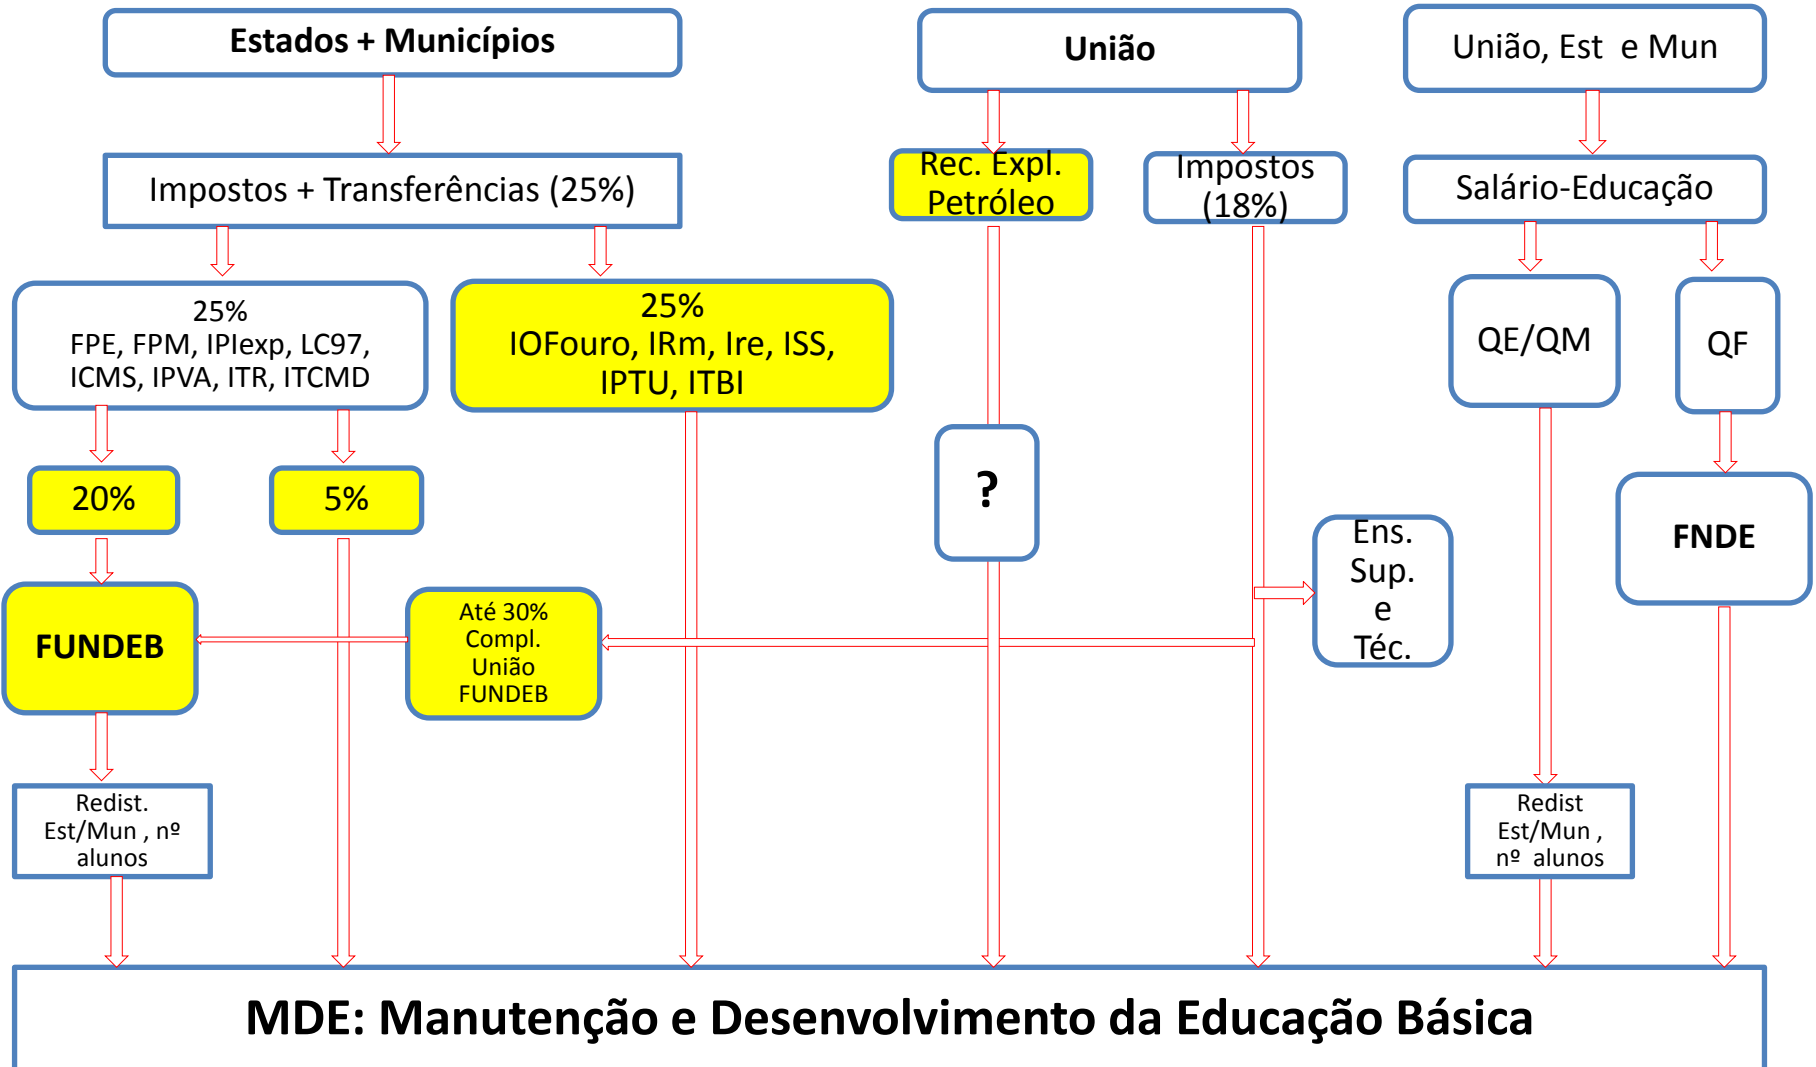 Estados + Municípios
União
União, Est e Mun
Impostos + Transferências (25%)
Rec. Expl.
Petróleo
Impostos
(18%)
Salário-Educação
25%
FPE, FPM, IPIexp, LC97,
ICMS, IPVA, ITR, ITCMD
25%
IOFouro, IRm, Ire, ISS,
IPTU, ITBI
QE/QM
QF
20%
5%
?
Ens.
Sup.
e
Téc.
FNDE
FUNDEB
Até 30%
Compl.
União
FUNDEB
Redist.
Est/Mun , nº
alunos
Redist
Est/Mun ,
nº alunos
MDE: Manutenção e Desenvolvimento da Educação Básica